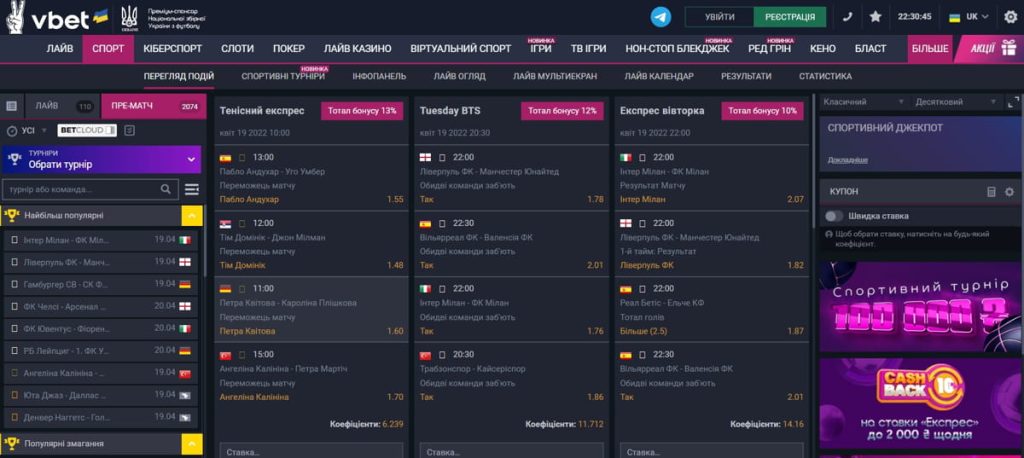 vbet
UKRAINE
Преміум-спонсор
Національної збірної
України з футболу
УВІЙТИ
РЕЄСТРАЦІЯ
22:30:45
UK
ЛАЙВ
СПОРТ
КІБЕРСПОРТ
СЛОТИ
ПОКЕР
ЛАЙВ КАЗИНО
ВІРТУАЛЬНИЙ СПОРТ
НОВИНКА
ІГРИ
ТВ ІГРИ
НОВИНКА
НОН-СТОП БЛЕКДЖЕК
НОВИНКА
РЕД ГРІН
КЕНО
БЛАСТ
БІЛЬШЕ
АКЦІЇ
ПЕРЕГЛЯД ПОДІЙ
НОВИНКА
СПОРТИВНІ ТУРНІРИ
ІНФОПАНЕЛЬ
ЛАЙВ ОГЛЯД
ЛАЙВ МУЛЬТИЕКРАН
ЛАЙВ КАЛЕНДАР
РЕЗУЛЬТАТИ
СТАТИСТИКА
ЛАЙВ 110
ПРЕ-МАТЧ 2074
УСІ
BETCLOUD
ТУРНІРИ
Обрати турнір
турнір або команда...
Найбільш популярні
Інтер Мілан - ФК Міл... 19.04
Ліверпуль ФК - Манч... 19.04
Гамбургер СВ - СК Ф... 19.04
ФК Челсі - Арсенал ... 20.04
ФК Ювентус - Фіорен... 20.04
РБ Лейпциг - 1. ФК У... 20.04
Ангеліна Калініна - ... 19.04
Юта Джаз - Даллас ... 19.04
Денвер Наггетс - Гол... 19.04
Популярні змагання
Тенісний експрес
Тотал бонусу 13%
квіт 19 2022 10:00
13:00
Пабло Андухар - Уго Умбер
Переможець матчу
Пабло Андухар 1.55
12:00
Тім Домінік - Джон Мілман
Переможець матчу
Тім Домінік 1.48
11:00
Петра Квітова - Кароліна Плішкова
Переможець матчу
Петра Квітова 1.60
15:00
Ангеліна Калініна - Петра Мартіч
Переможець матчу
Ангеліна Калініна 1.70
Коефіцієнти: 6.239
Ставка...
Tuesday BTS
Тотал бонусу 12%
квіт 19 2022 20:30
22:00
Ліверпуль ФК - Манчестер Юнайтед
Обидві команди заб'ють
Так 1.78
22:30
Вільярреал ФК - Валенсія ФК
Обидві команди заб'ють
Так 2.01
22:00
Інтер Мілан - ФК Мілан
Обидві команди заб'ють
Так 1.76
20:30
Трабзонспор - Кайсеріспор
Обидві команди заб'ють
Так 1.86
Коефіцієнти: 11.712
Ставка...
Експрес вівторка
Тотал бонусу 10%
квіт 19 2022 22:00
22:00
Інтер Мілан - ФК Мілан
Результат Матчу
Інтер Мілан 2.07
22:00
Ліверпуль ФК - Манчестер Юнайтед
1-й тайм: Результат
Ліверпуль ФК 1.82
22:00
Реал Бетіс - Ельче КФ
Тотал голів
Більше (2.5) 1.87
22:30
Вільярреал ФК - Валенсія ФК
Обидві команди заб'ють
Так 2.01
Коефіцієнти: 14.16
Ставка...
Класичний
Десятковий
СПОРТИВНИЙ ДЖЕКПОТ
Докладніше
КУПОН
Швидка ставка
Щоб обрати ставку, натисніть на будь-який
коефіцієнт.
Спортивний турнір
100 000 ₴
CASH
BACK
10%
на ставки «Експрес»
до 2 000 ₴ щодня